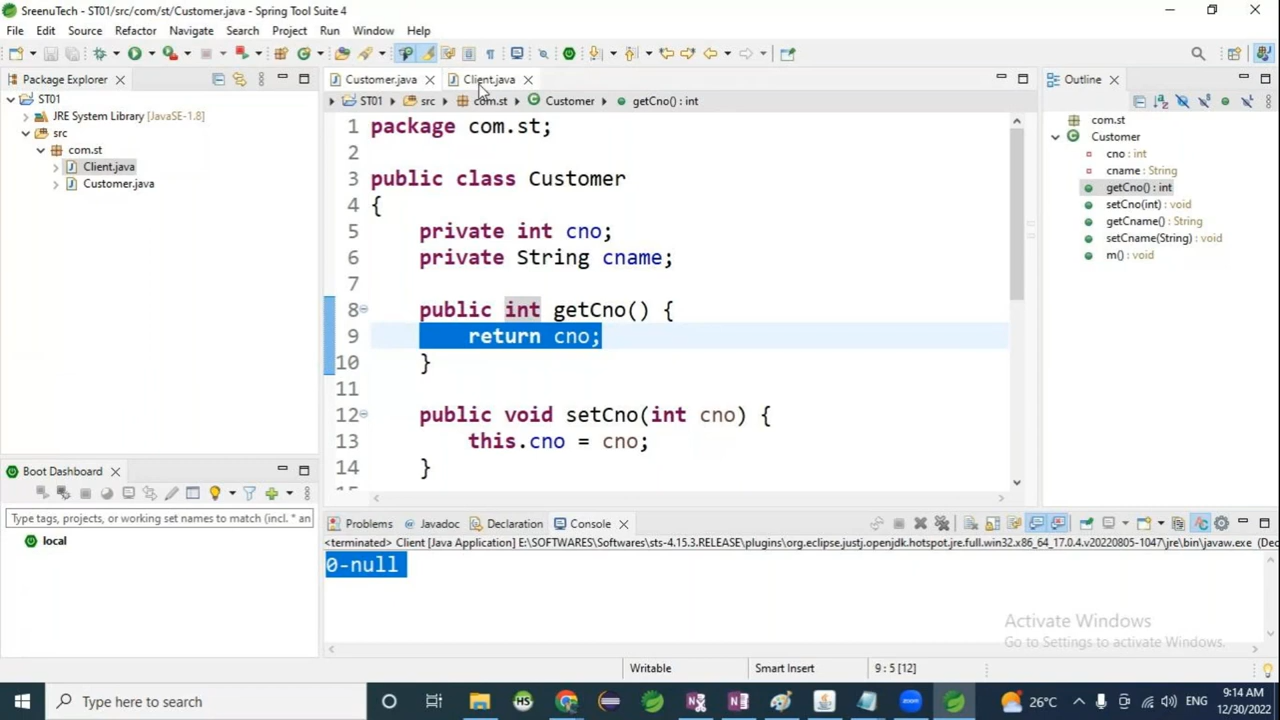 SreenuTech - ST01/src/com/st/Customer.java - Spring Tool Suite 4
File Edit Source Refactor Navigate Search Project Run Window Help
Package Explorer
ST01
JRE System Library [JavaSE-1.8]
src
com.st
Client.java
Customer.java
Boot Dashboard
Type tags, projects, or working set names to match (incl. * an
local
Customer.java Client.java
ST01 src com.st Customer getCno() : int
1 package com.st;
2
3 public class Customer
4 {
5 private int cno;
6 private String cname;
7
8 public int getCno() {
9 return cno;
10 }
11
12 public void setCno(int cno) {
13 this.cno = cno;
14 }
15
Outline
com.st
Customer
cno : int
cname : String
getCno() : int
setCno(int) : void
getCname() : String
setCname(String) : void
m() : void
Problems Javadoc Declaration Console
<terminated> Client [Java Application] E:\SOFTWARES\Softwares\sts-4.15.3.RELEASE\plugins\org.eclipse.justj.openjdk.hotspot.jre.full.win32.x86_64_17.0.4.v20220805-1047\jre\bin\javaw.exe (Dec
0-null
Activate Windows
Go to Settings to activate Windows.
Writable Smart Insert 9 : 5 [12]
Type here to search
HS
26°C
ENG
9:14 AM
12/30/2022